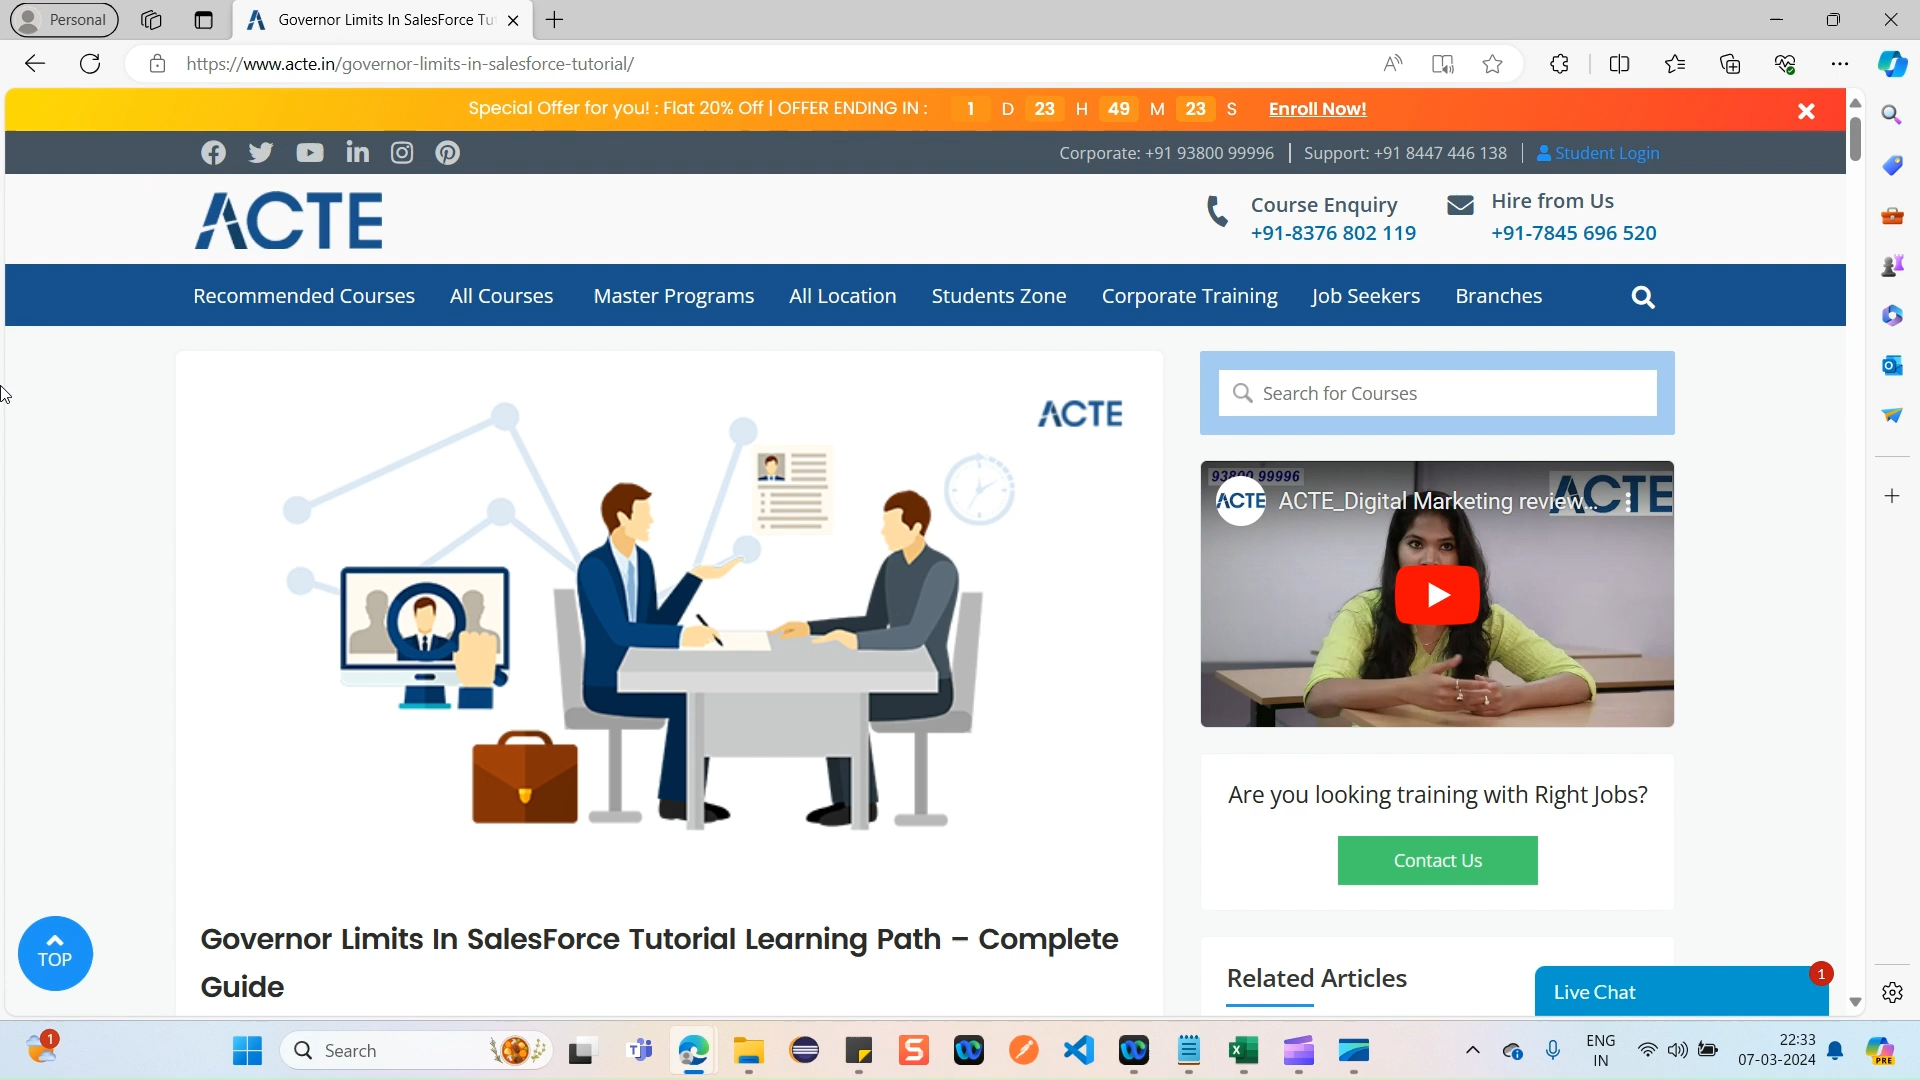 Personal
Governor Limits In SalesForce Tu
https://www.acte.in/governor-limits-in-salesforce-tutorial/
Special Offer for you! : Flat 20% Off | OFFER ENDING IN : 1 D 23 H 49 M 23 S Enroll Now!
Corporate: +91 93800 99996 | Support: +91 8447 446 138 | Student Login
ACTE
Course Enquiry
+91-8376 802 119
Hire from Us
+91-7845 696 520
Recommended Courses All Courses Master Programs All Location Students Zone Corporate Training Job Seekers Branches
ACTE
Search for Courses
93800 99996
ACTE
ACTE_Digital Marketing review...
ACTE
Are you looking training with Right Jobs?
Contact Us
Governor Limits In SalesForce Tutorial Learning Path – Complete
Guide
TOP
Related Articles
Live Chat
1
1
Search
ENG
IN
22:33
07-03-2024
PRE